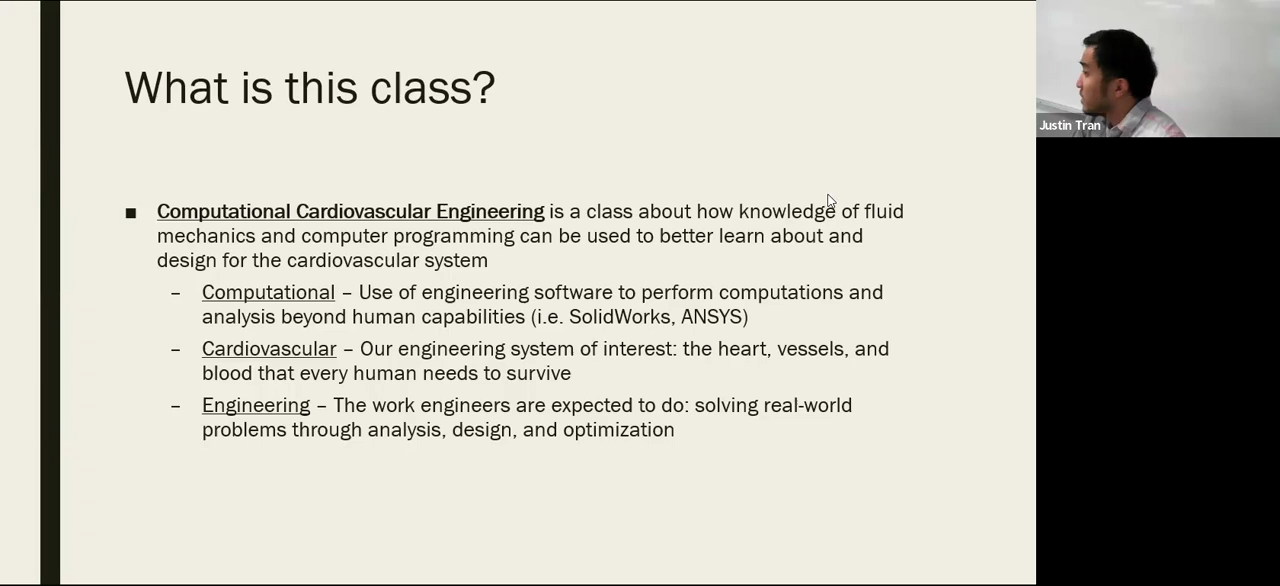 What is this class?
■ Computational Cardiovascular Engineering is a class about how knowledge of fluid
mechanics and computer programming can be used to better learn about and
design for the cardiovascular system
– Computational – Use of engineering software to perform computations and
analysis beyond human capabilities (i.e. SolidWorks, ANSYS)
– Cardiovascular – Our engineering system of interest: the heart, vessels, and
blood that every human needs to survive
– Engineering – The work engineers are expected to do: solving real-world
problems through analysis, design, and optimization
Justin Tran